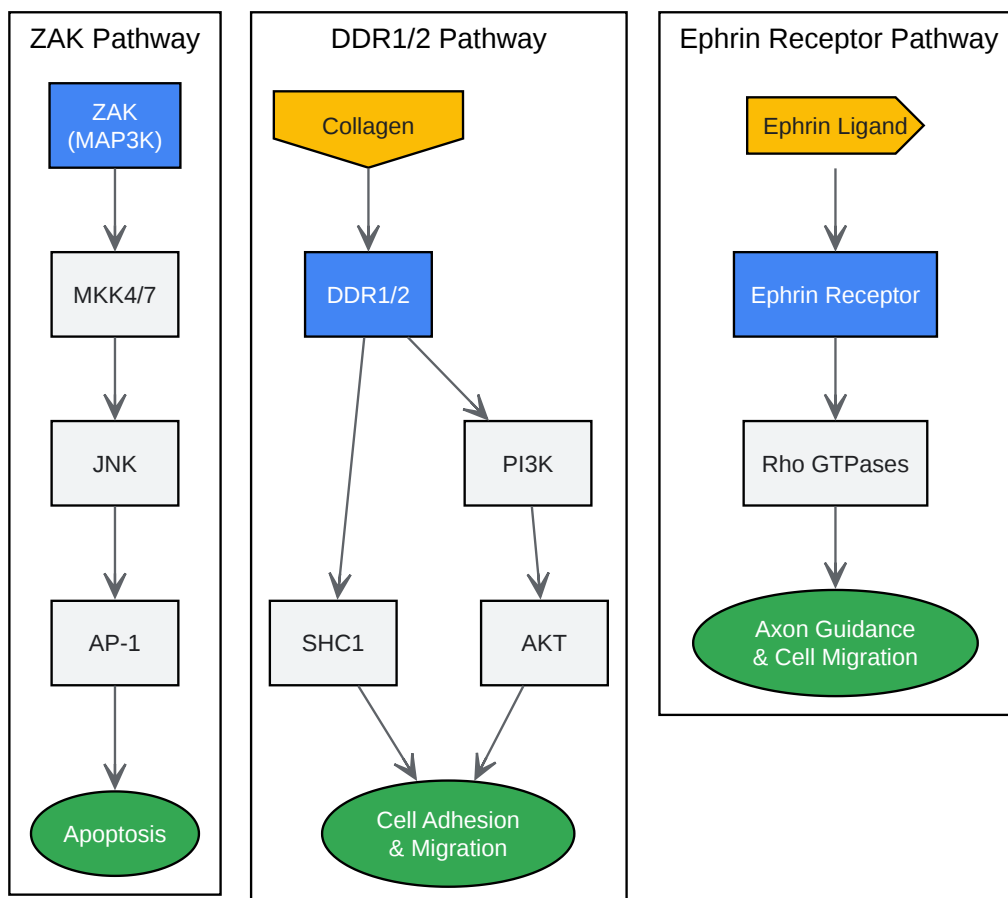 ZAK Pathway
ZAK
(MAP3K)
MKK4/7
JNK
AP-1
Apoptosis
DDR1/2 Pathway
Collagen
DDR1/2
PI3K
SHC1
AKT
Cell Adhesion
& Migration
Ephrin Receptor Pathway
Ephrin Ligand
Ephrin Receptor
Rho GTPases
Axon Guidance
& Cell Migration